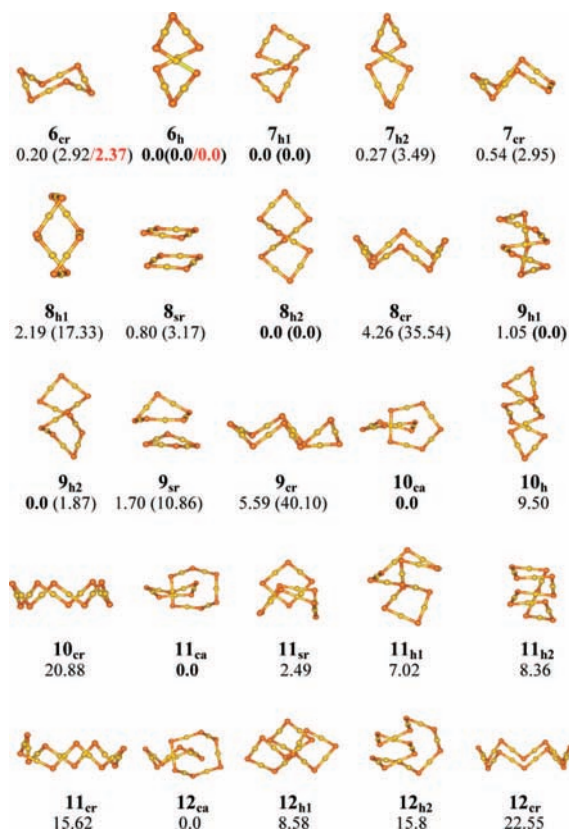 6cr 6h 7h1 7h2 7cr
0.20 (2.92/2.37) 0.0(0.0/0.0) 0.0 (0.0) 0.27 (3.49) 0.54 (2.95)
8h1 8sr 8h2 8cr 9h1
2.19 (17.33) 0.80 (3.17) 0.0 (0.0) 4.26 (35.54) 1.05 (0.0)
9h2 9sr 9cr 10ca 10h
0.0 (1.87) 1.70 (10.86) 5.59 (40.10) 0.0 9.50
10cr 11ca 11sr 11h1 11h2
20.88 0.0 2.49 7.02 8.36
11cr 12ca 12h1 12h2 12cr
15.62 0.0 8.58 15.8 22.55